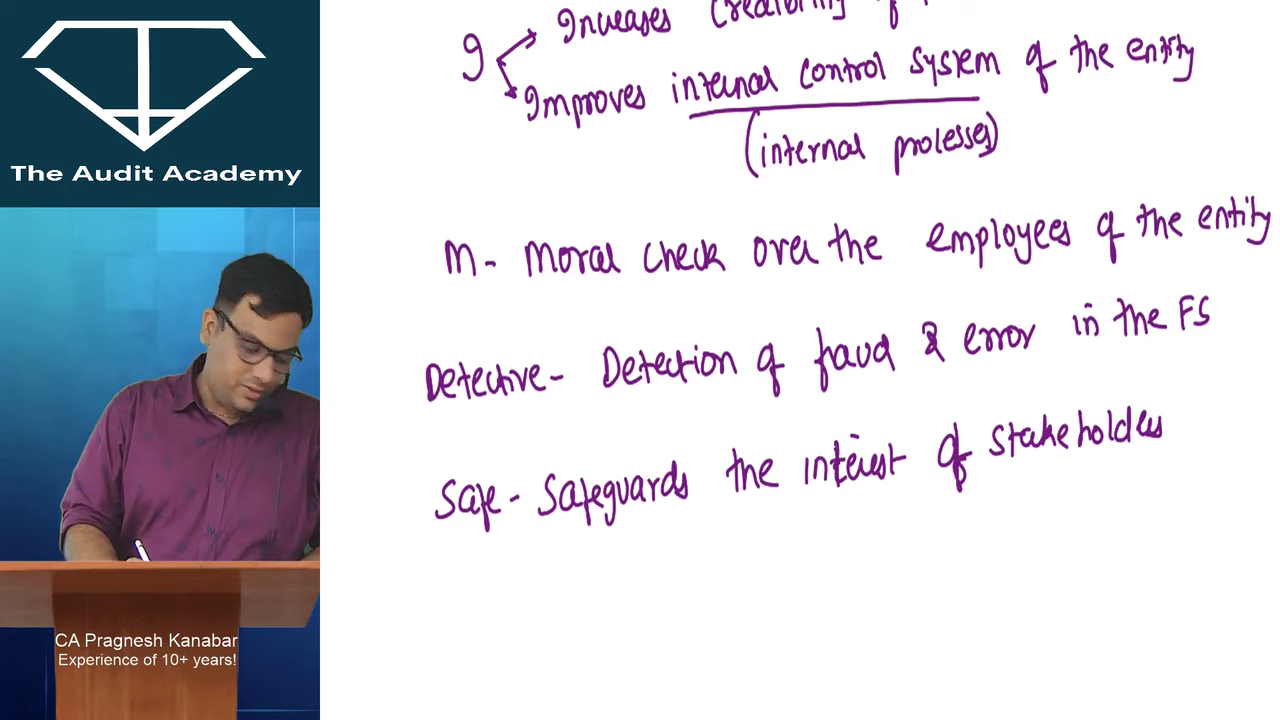 The Audit Academy
CA Pragnesh Kanabar
Experience of 10+ years!
I → Increases credibility of
Improves internal control system of the entity
(internal processes)
M - Moral check over the employees of the entity
Detective - Detection of fraud & error in the FS
Safe - Safeguards the interest of stakeholders